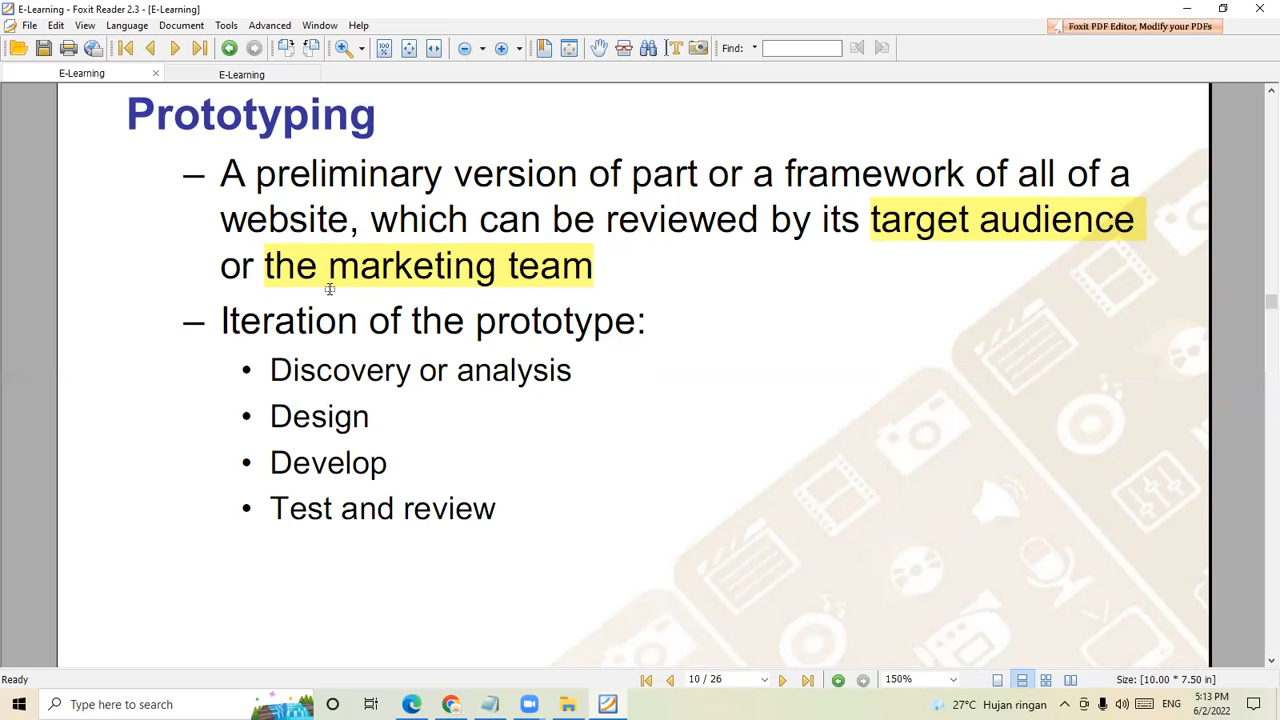 E-Learning - Foxit Reader 2.3 - [E-Learning]
File Edit View Language Document Tools Advanced Window Help
Foxit PDF Editor, Modify your PDFs
Find:
E-Learning
E-Learning
Prototyping
– A preliminary version of part or a framework of all of a
website, which can be reviewed by its target audience
or the marketing team
– Iteration of the prototype:
• Discovery or analysis
• Design
• Develop
• Test and review
Ready
10 / 26
150%
Size: [10.00 * 7.50 in]
Type here to search
27°C Hujan ringan
ENG
5:13 PM
6/2/2022